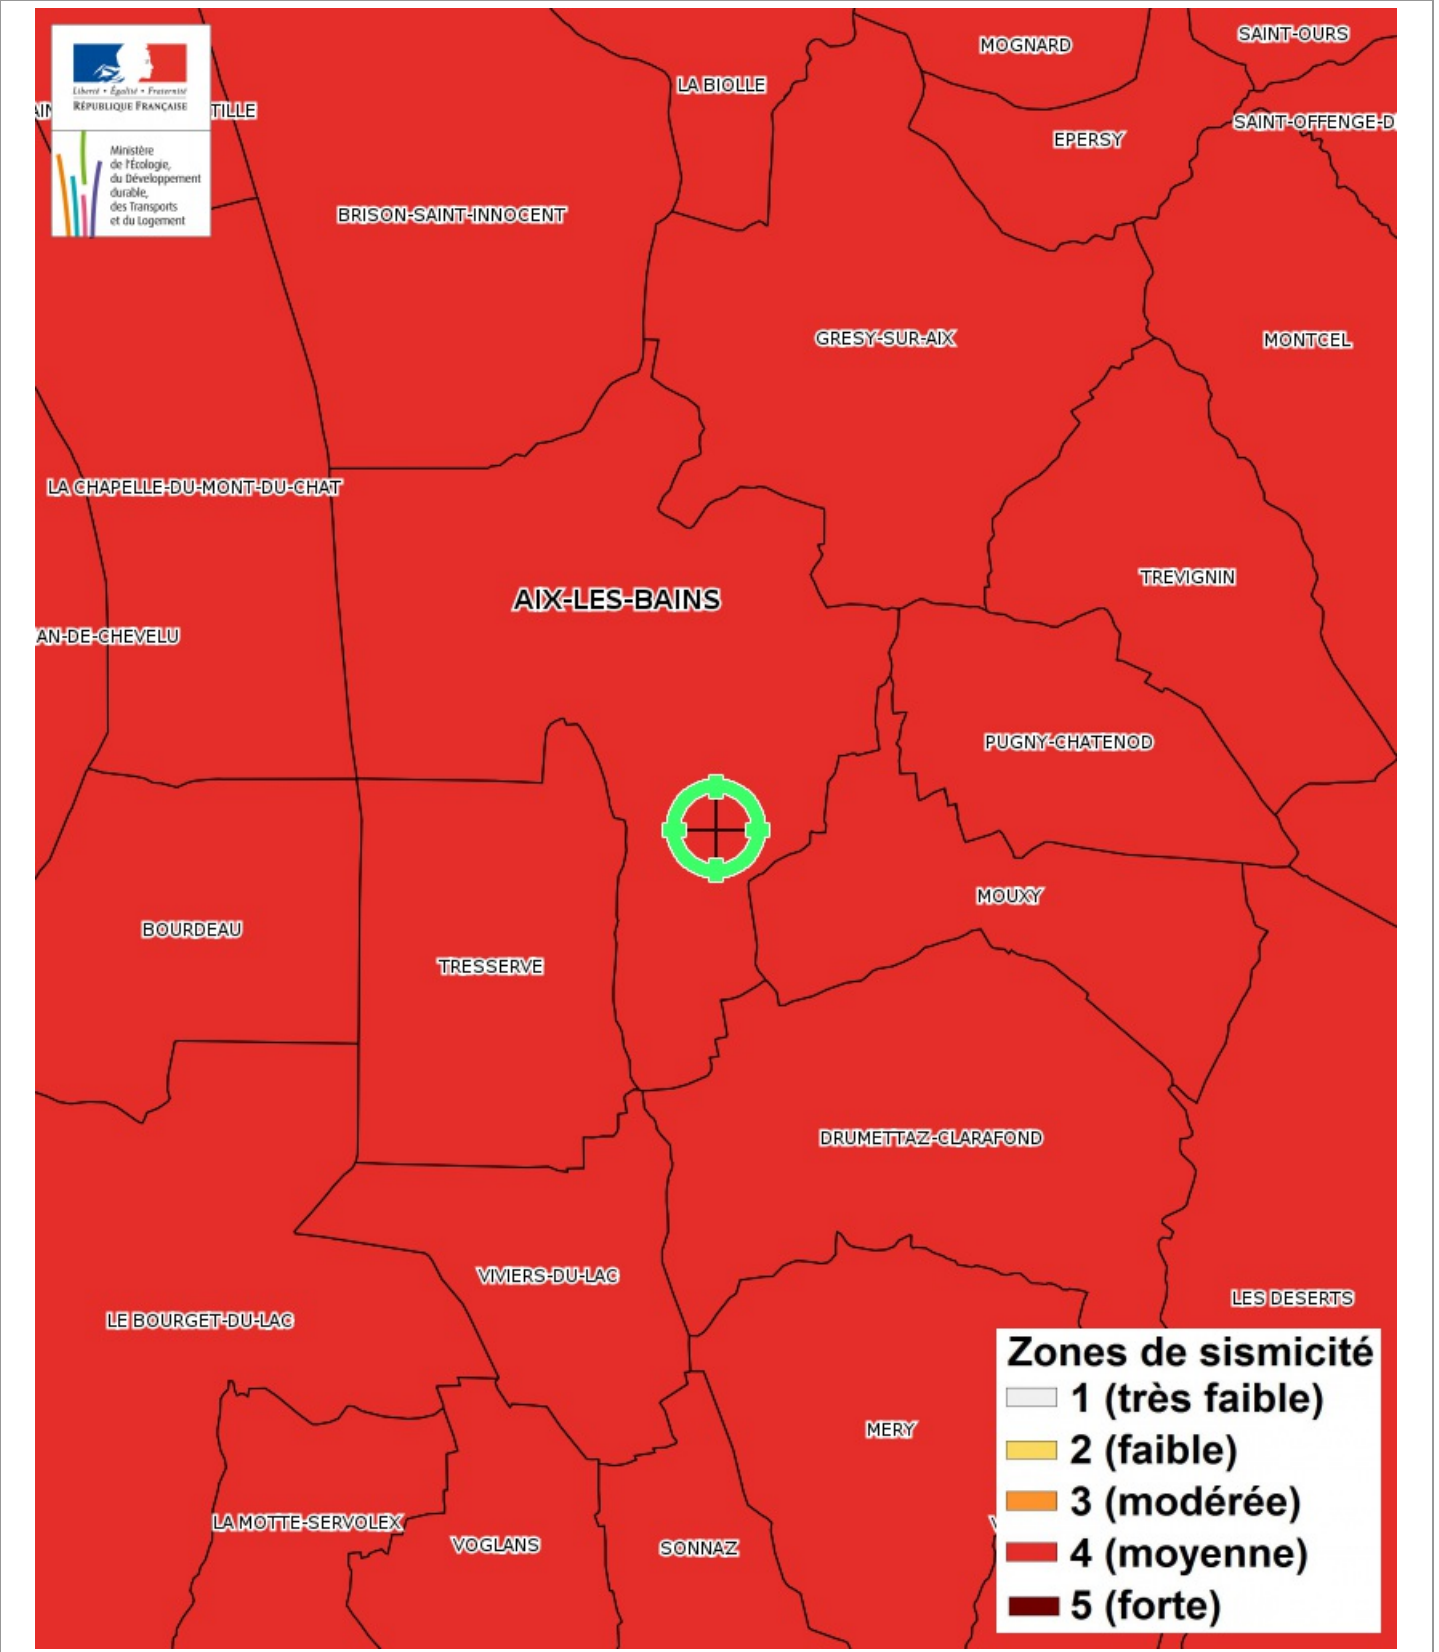 Liberté • Égalité • Fraternité
RÉPUBLIQUE FRANÇAISE
Ministère
de l'Écologie,
du Développement
durable,
des Transports
et du Logement
MOGNARD
SAINT-OURS
LA BIOLLE
TILLE
SAINT-OFFENGE-D
EPERSY
BRISON-SAINT-INNOCENT
GRESY-SUR-AIX
MONTCEL
LA CHAPELLE-DU-MONT-DU-CHAT
TREVIGNIN
AIX-LES-BAINS
AN-DE-CHEVELU
PUGNY-CHATENOD
MOUXY
BOURDEAU
TRESSERVE
DRUMETTAZ-CLARAFOND
VIVIERS-DU-LAC
LES DESERTS
LE BOURGET-DU-LAC
MERY
LA MOTTE-SERVOLEX
VOGLANS
SONNAZ
Zones de sismicité
1 (très faible)
2 (faible)
3 (modérée)
4 (moyenne)
5 (forte)